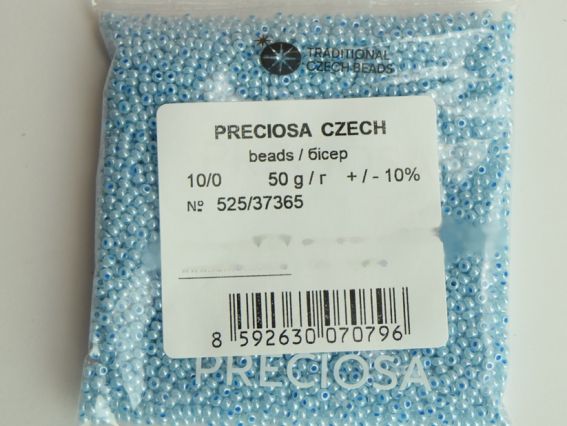 TRADITIONAL
CZECH BEADS
PRECIOSA CZECH
beads / бісер
10/0 50 g / г + / - 10%
№ 525/37365
8 592630 070796
PRECIOSA